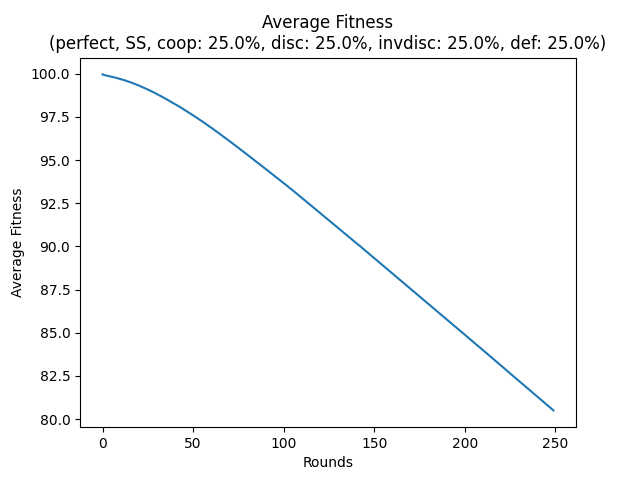 Average Fitness
(perfect, SS, coop: 25.0%, disc: 25.0%, invdisc: 25.0%, def: 25.0%)
100.0
97.5
95.0
92.5
90.0
87.5
85.0
82.5
80.0
Average Fitness
0 50 100 150 200 250
Rounds